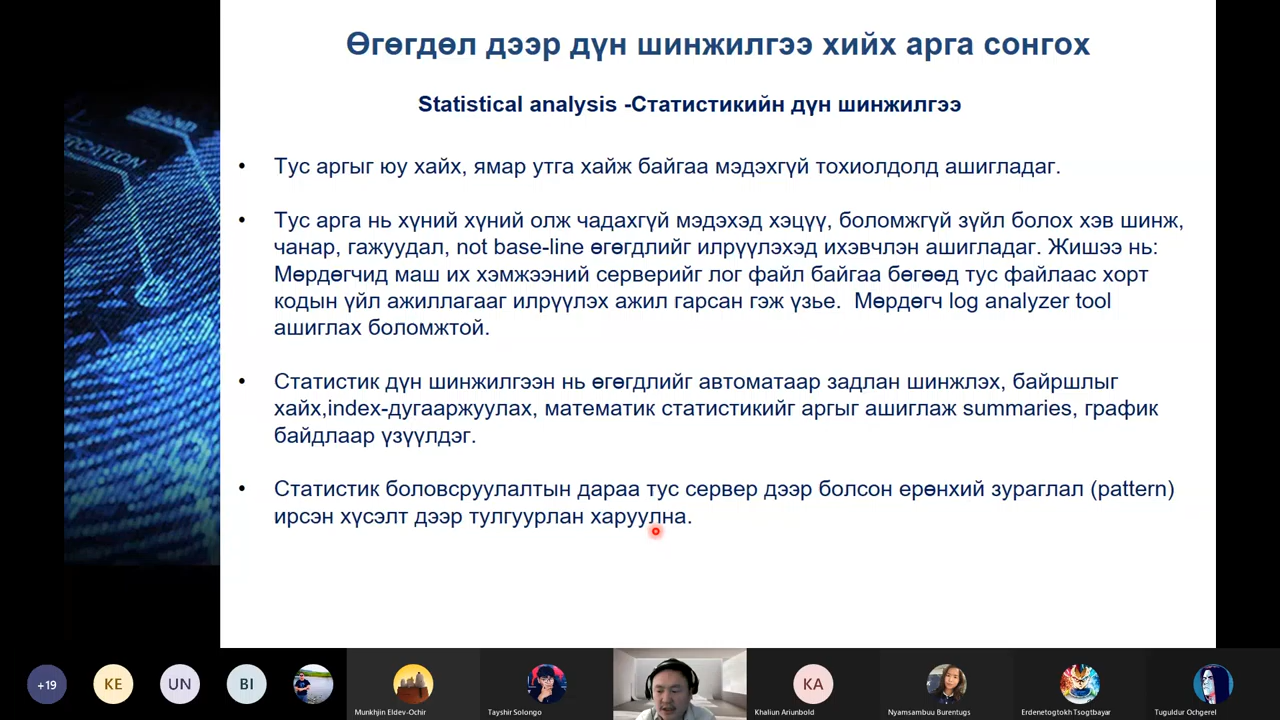 Өгөгдөл дээр дүн шинжилгээ хийх арга сонгох
Statistical analysis -Статистикийн дүн шинжилгээ
• Тус аргыг юу хайх, ямар утга хайж байгаа мэдэхгүй тохиолдолд ашигладаг.
• Тус арга нь хүний хүний олж чадахгүй мэдэхэд хэцүү, боломжгүй зүйл болох хэв шинж,
чанар, гажуудал, not base-line өгөгдлийг илрүүлэхэд ихэвчлэн ашигладаг. Жишээ нь:
Мөрдөгчид маш их хэмжээний серверийг лог файл байгаа бөгөөд тус файлаас хорт
кодын үйл ажиллагааг илрүүлэх ажил гарсан гэж үзье. Мөрдөгч log analyzer tool
ашиглах боломжтой.
• Статистик дүн шинжилгээн нь өгөгдлийг автоматаар задлан шинжлэх, байршлыг
хайх,index-дугааржуулах, математик статистикийг аргыг ашиглаж summaries, график
байдлаар үзүүлдэг.
• Статистик боловсруулалтын дараа тус сервер дээр болсон ерөнхий зураглал (pattern)
ирсэн хүсэлт дээр тулгуурлан харуулна.
+19
KE
UN
BI
KA
Munkhjin Eldev-Ochir
Tayshir Solongo
Khaliun Ariunbold
Nyamsambuu Burentugs
Erdenetogtokh Tsogtbayar
Tuguldur Ochgerel